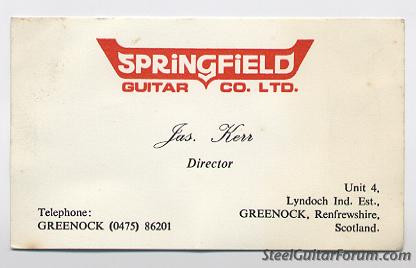 SPRiNGFiELD
GUITAR CO. LTD.
Jas. Kerr
Director
Unit 4,
Lyndoch Ind. Est.,
GREENOCK, Renfrewshire,
Scotland.
Telephone:
GREENOCK (0475) 86201
SteelGuitarForum.com